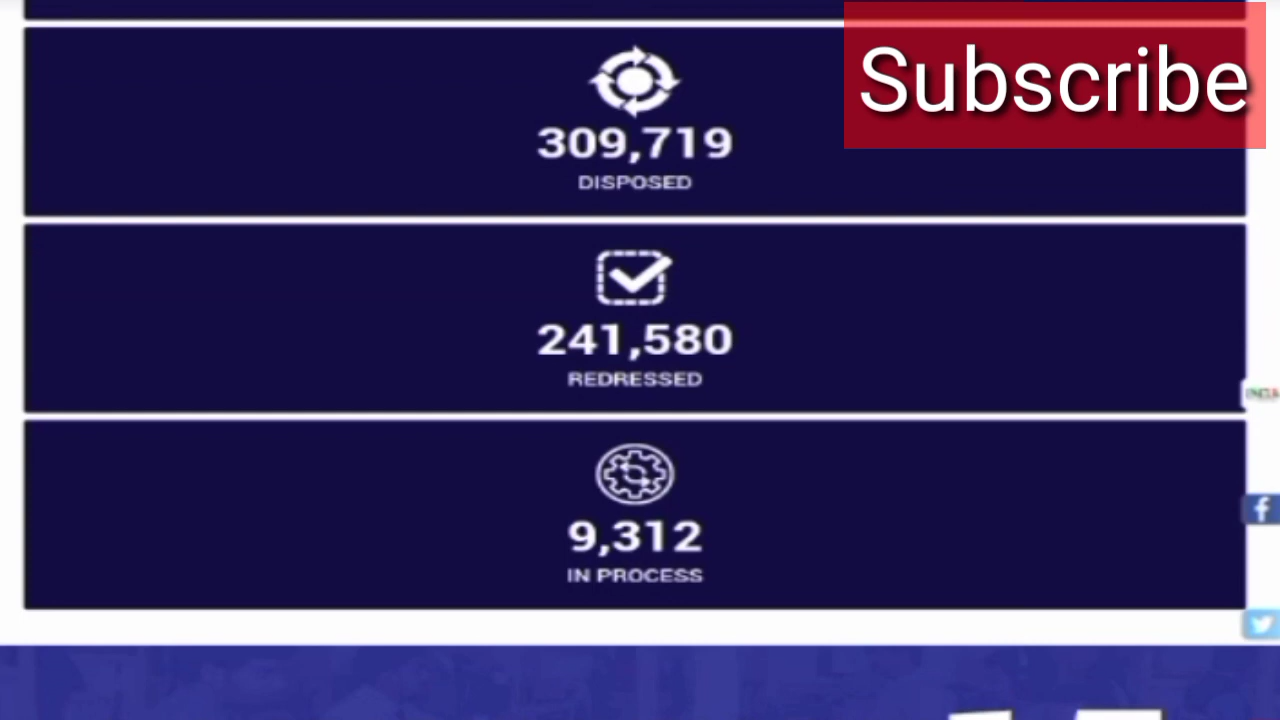 Subscribe
309,719
DISPOSED
241,580
REDRESSED
9,312
IN PROCESS
f